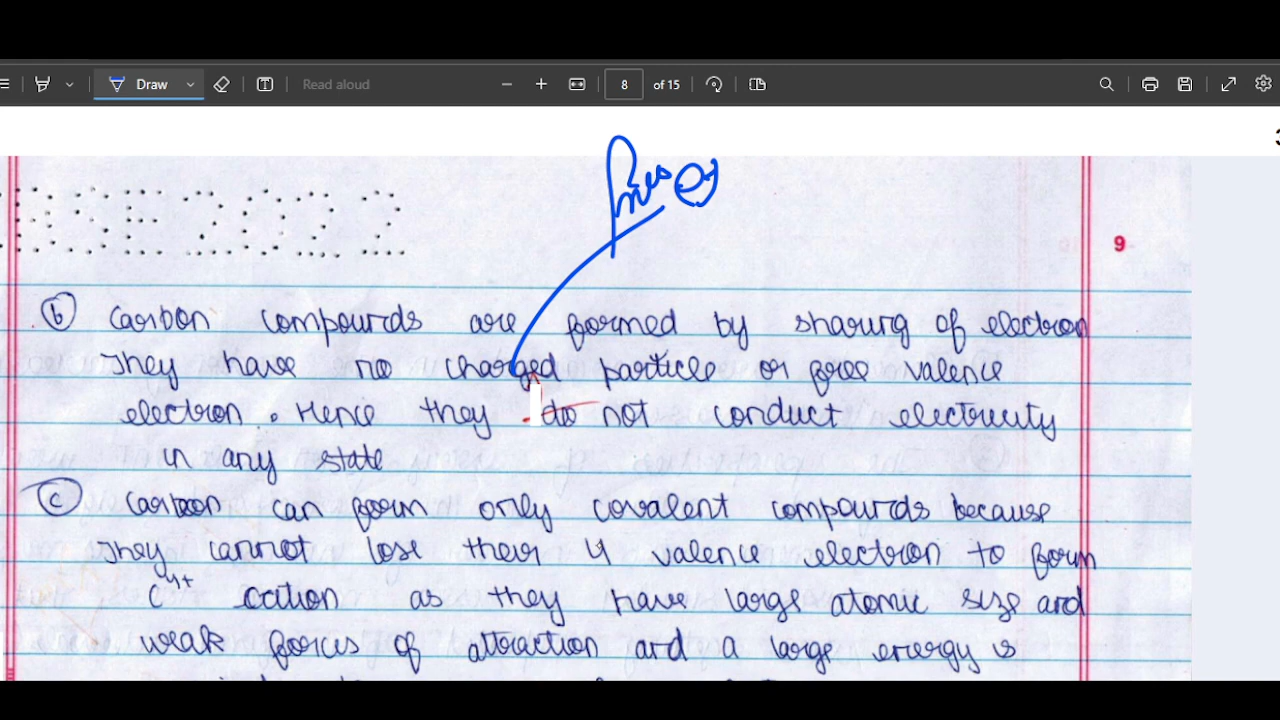 Draw
Read aloud
8 of 15
3
CBSE 2022
9
b carbon compounds are formed by sharing of electron
They have no charged particle or free valence
electron. Hence they do not conduct electricity
in any state
c carbon can form only covalent compounds because
They cannot lose their 4 valence electron to form
C4+ cation as they have large atomic size and
weak forces of attraction and a large energy is